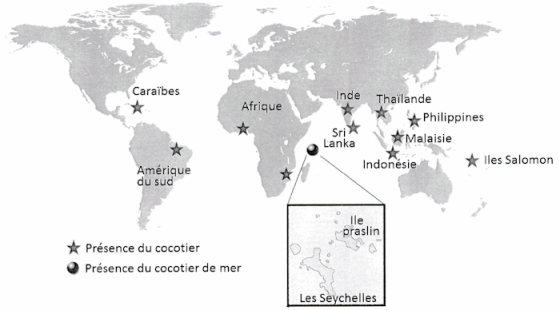 Caraïbes
Afrique
Inde
Thaïlande
Philippines
Sri
Lanka
Malaisie
Indonésie
Iles Salomon
Amérique
du sud
Ile
praslin
Les Seychelles
Présence du cocotier
Présence du cocotier de mer